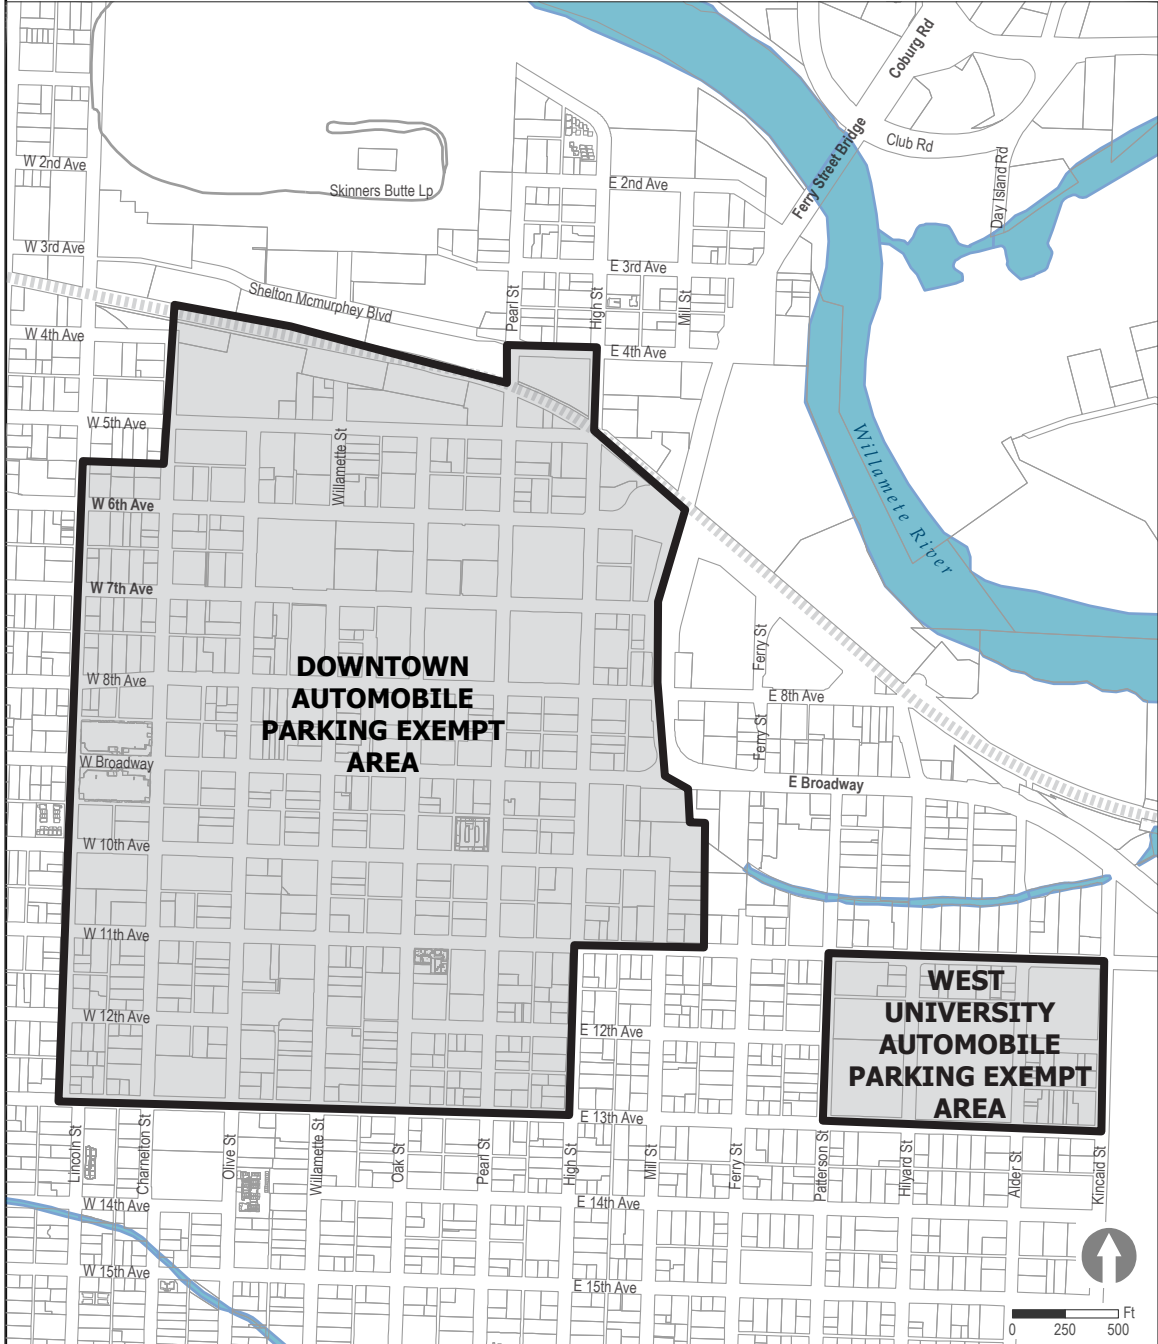 Coburg Rd
Club Rd
Ferry Street Bridge
Day Island Rd
W 2nd Ave
Skinners Butte Lp
E 2nd Ave
W 3rd Ave
E 3rd Ave
Shelton Mcmurphey Blvd
Pearl St
High St
Mill St
W 4th Ave
E 4th Ave
W 5th Ave
Willamette St
Willamete River
W 6th Ave
W 7th Ave
Ferry St
DOWNTOWN
AUTOMOBILE
PARKING EXEMPT
AREA
W 8th Ave
E 8th Ave
Ferry St
W Broadway
E Broadway
W 10th Ave
W 11th Ave
WEST
UNIVERSITY
AUTOMOBILE
PARKING EXEMPT
AREA
W 12th Ave
E 12th Ave
E 13th Ave
Lincoln St
Charnelton St
Olive St
Willamette St
Oak St
Pearl St
High St
Mill St
Ferry St
Patterson St
Hilyard St
Alder St
Kincaid St
W 14th Ave
E 14th Ave
W 15th Ave
E 15th Ave
Ft
0 250 500